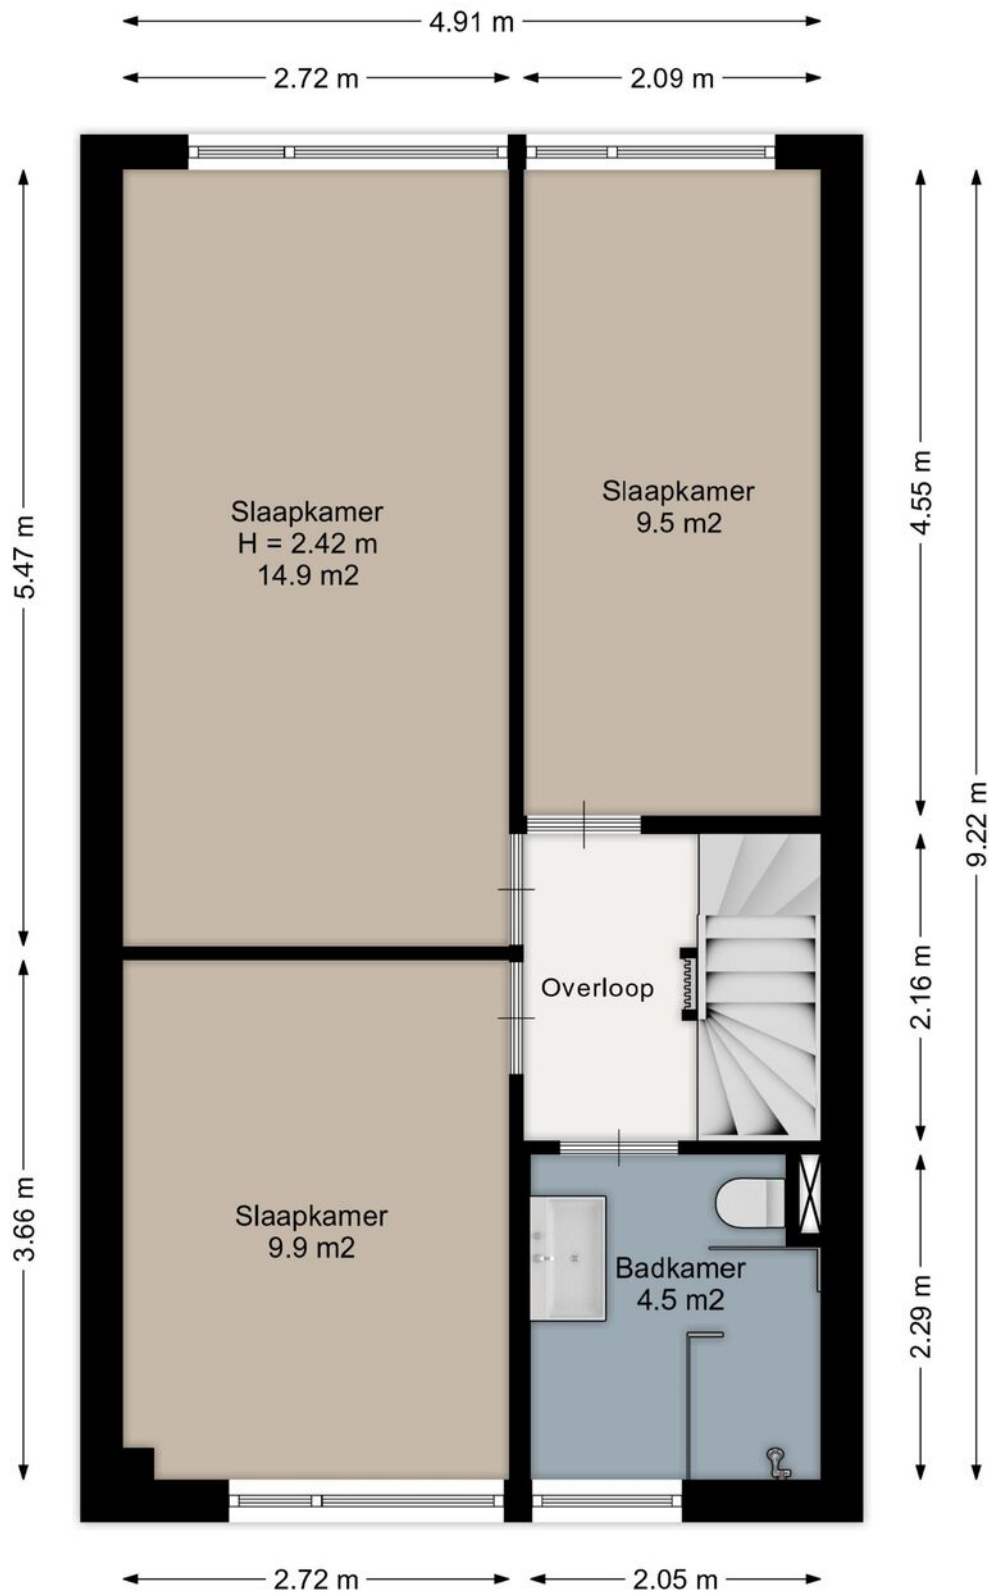 4.91 m
2.72 m
2.09 m
Slaapkamer
H = 2.42 m
14.9 m2
Slaapkamer
9.5 m2
5.47 m
4.55 m
9.22 m
Overloop
2.16 m
Slaapkamer
9.9 m2
3.66 m
Badkamer
4.5 m2
2.29 m
2.72 m
2.05 m